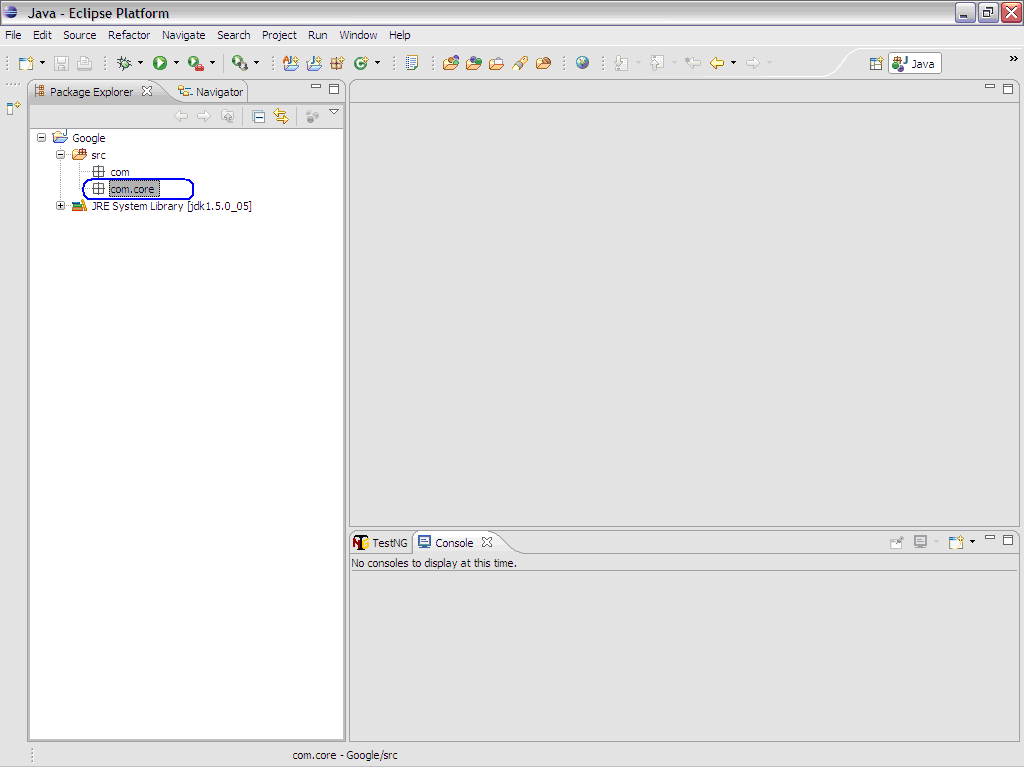 Java - Eclipse Platform
File Edit Source Refactor Navigate Search Project Run Window Help
Java
Package Explorer Navigator
Google
src
com
com.core
JRE System Library [jdk1.5.0_05]
TestNG Console
No consoles to display at this time.
com.core - Google/src